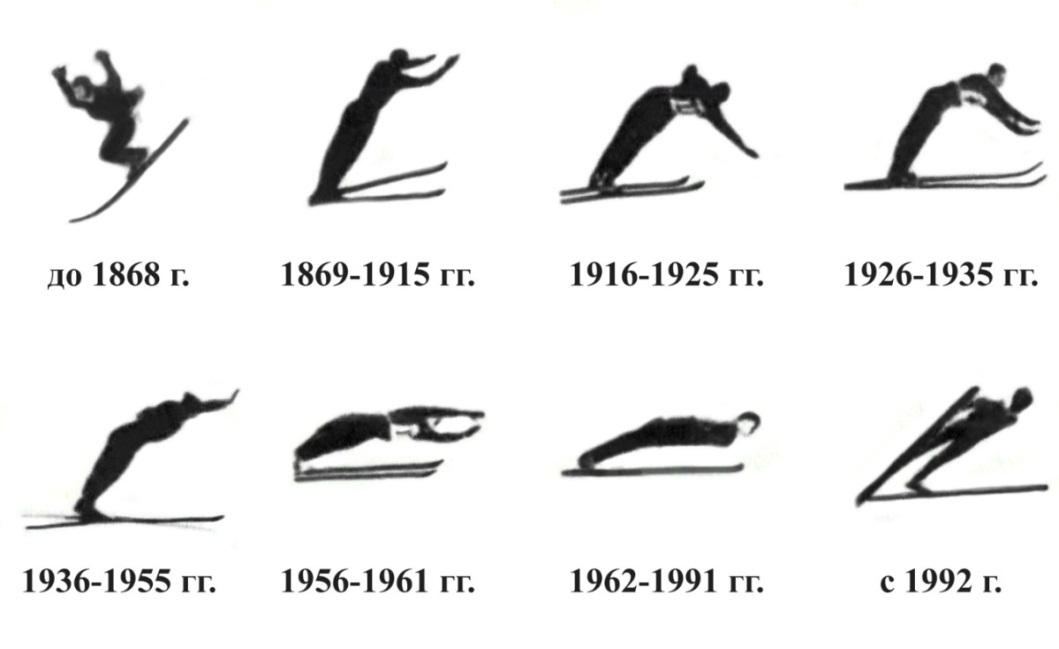 до 1868 г.
1869-1915 гг.
1916-1925 гг.
1926-1935 гг.
1936-1955 гг.
1956-1961 гг.
1962-1991 гг.
с 1992 г.